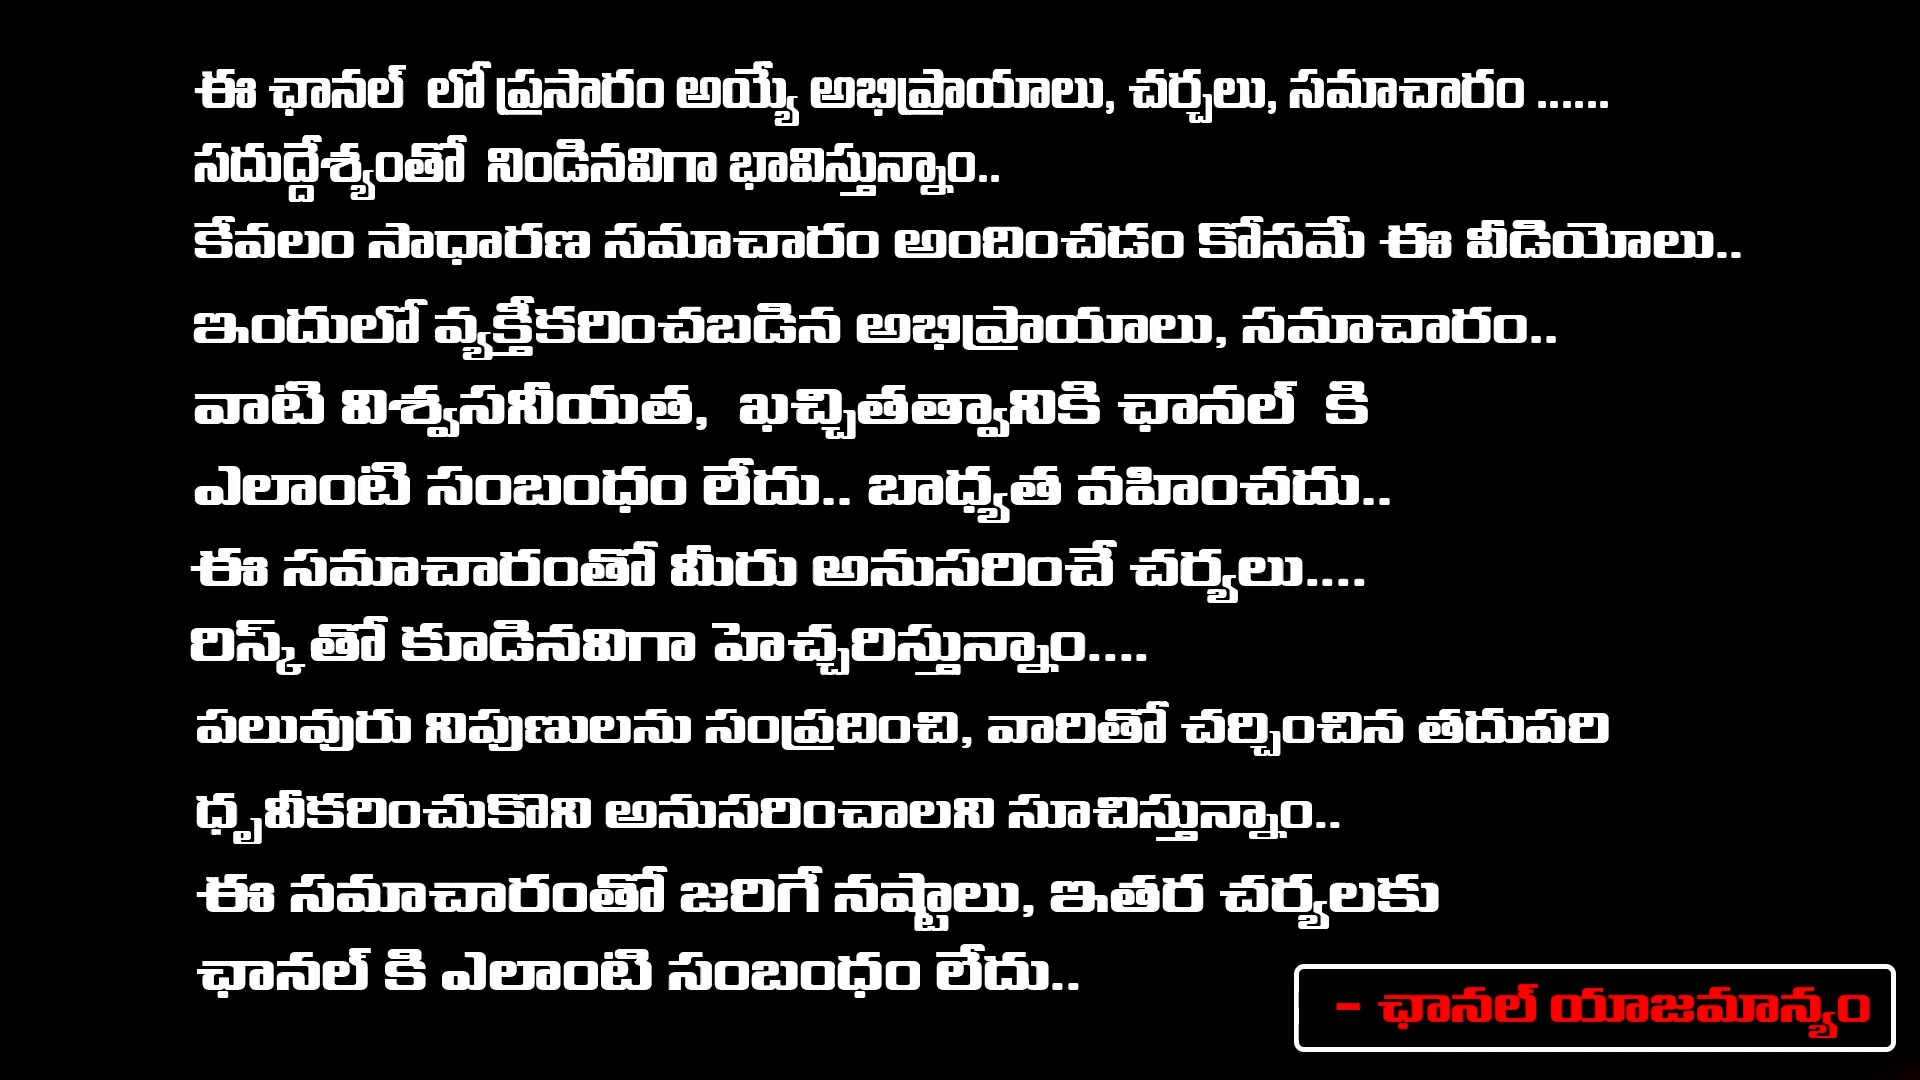 ఈ ఛానల్ లో ప్రసారం అయ్యే అభిప్రాయాలు, చర్చలు, సమాచారం ......
సదుద్దేశ్యంతో నిండినవిగా భావిస్తున్నాం..
కేవలం సాధారణ సమాచారం అందించడం కోసమే ఈ వీడియోలు..
ఇందులో వ్యక్తీకరించబడిన అభిప్రాయాలు, సమాచారం..
వాటి విశ్వసనీయత, ఖచ్చితత్వానికి ఛానల్ కి
ఎలాంటి సంబంధం లేదు.. బాధ్యత వహించదు..
ఈ సమాచారంతో మీరు అనుసరించే చర్యలు....
రిస్క్ తో కూడినవిగా హెచ్చరిస్తున్నాం....
పలువురు నిపుణులను సంప్రదించి, వారితో చర్చించిన తదుపరి
ధృవీకరించుకొని అనుసరించాలని సూచిస్తున్నాం..
ఈ సమాచారంతో జరిగే నష్టాలు, ఇతర చర్యలకు
ఛానల్ కి ఎలాంటి సంబంధం లేదు..
- ఛానల్ యాజమాన్యం